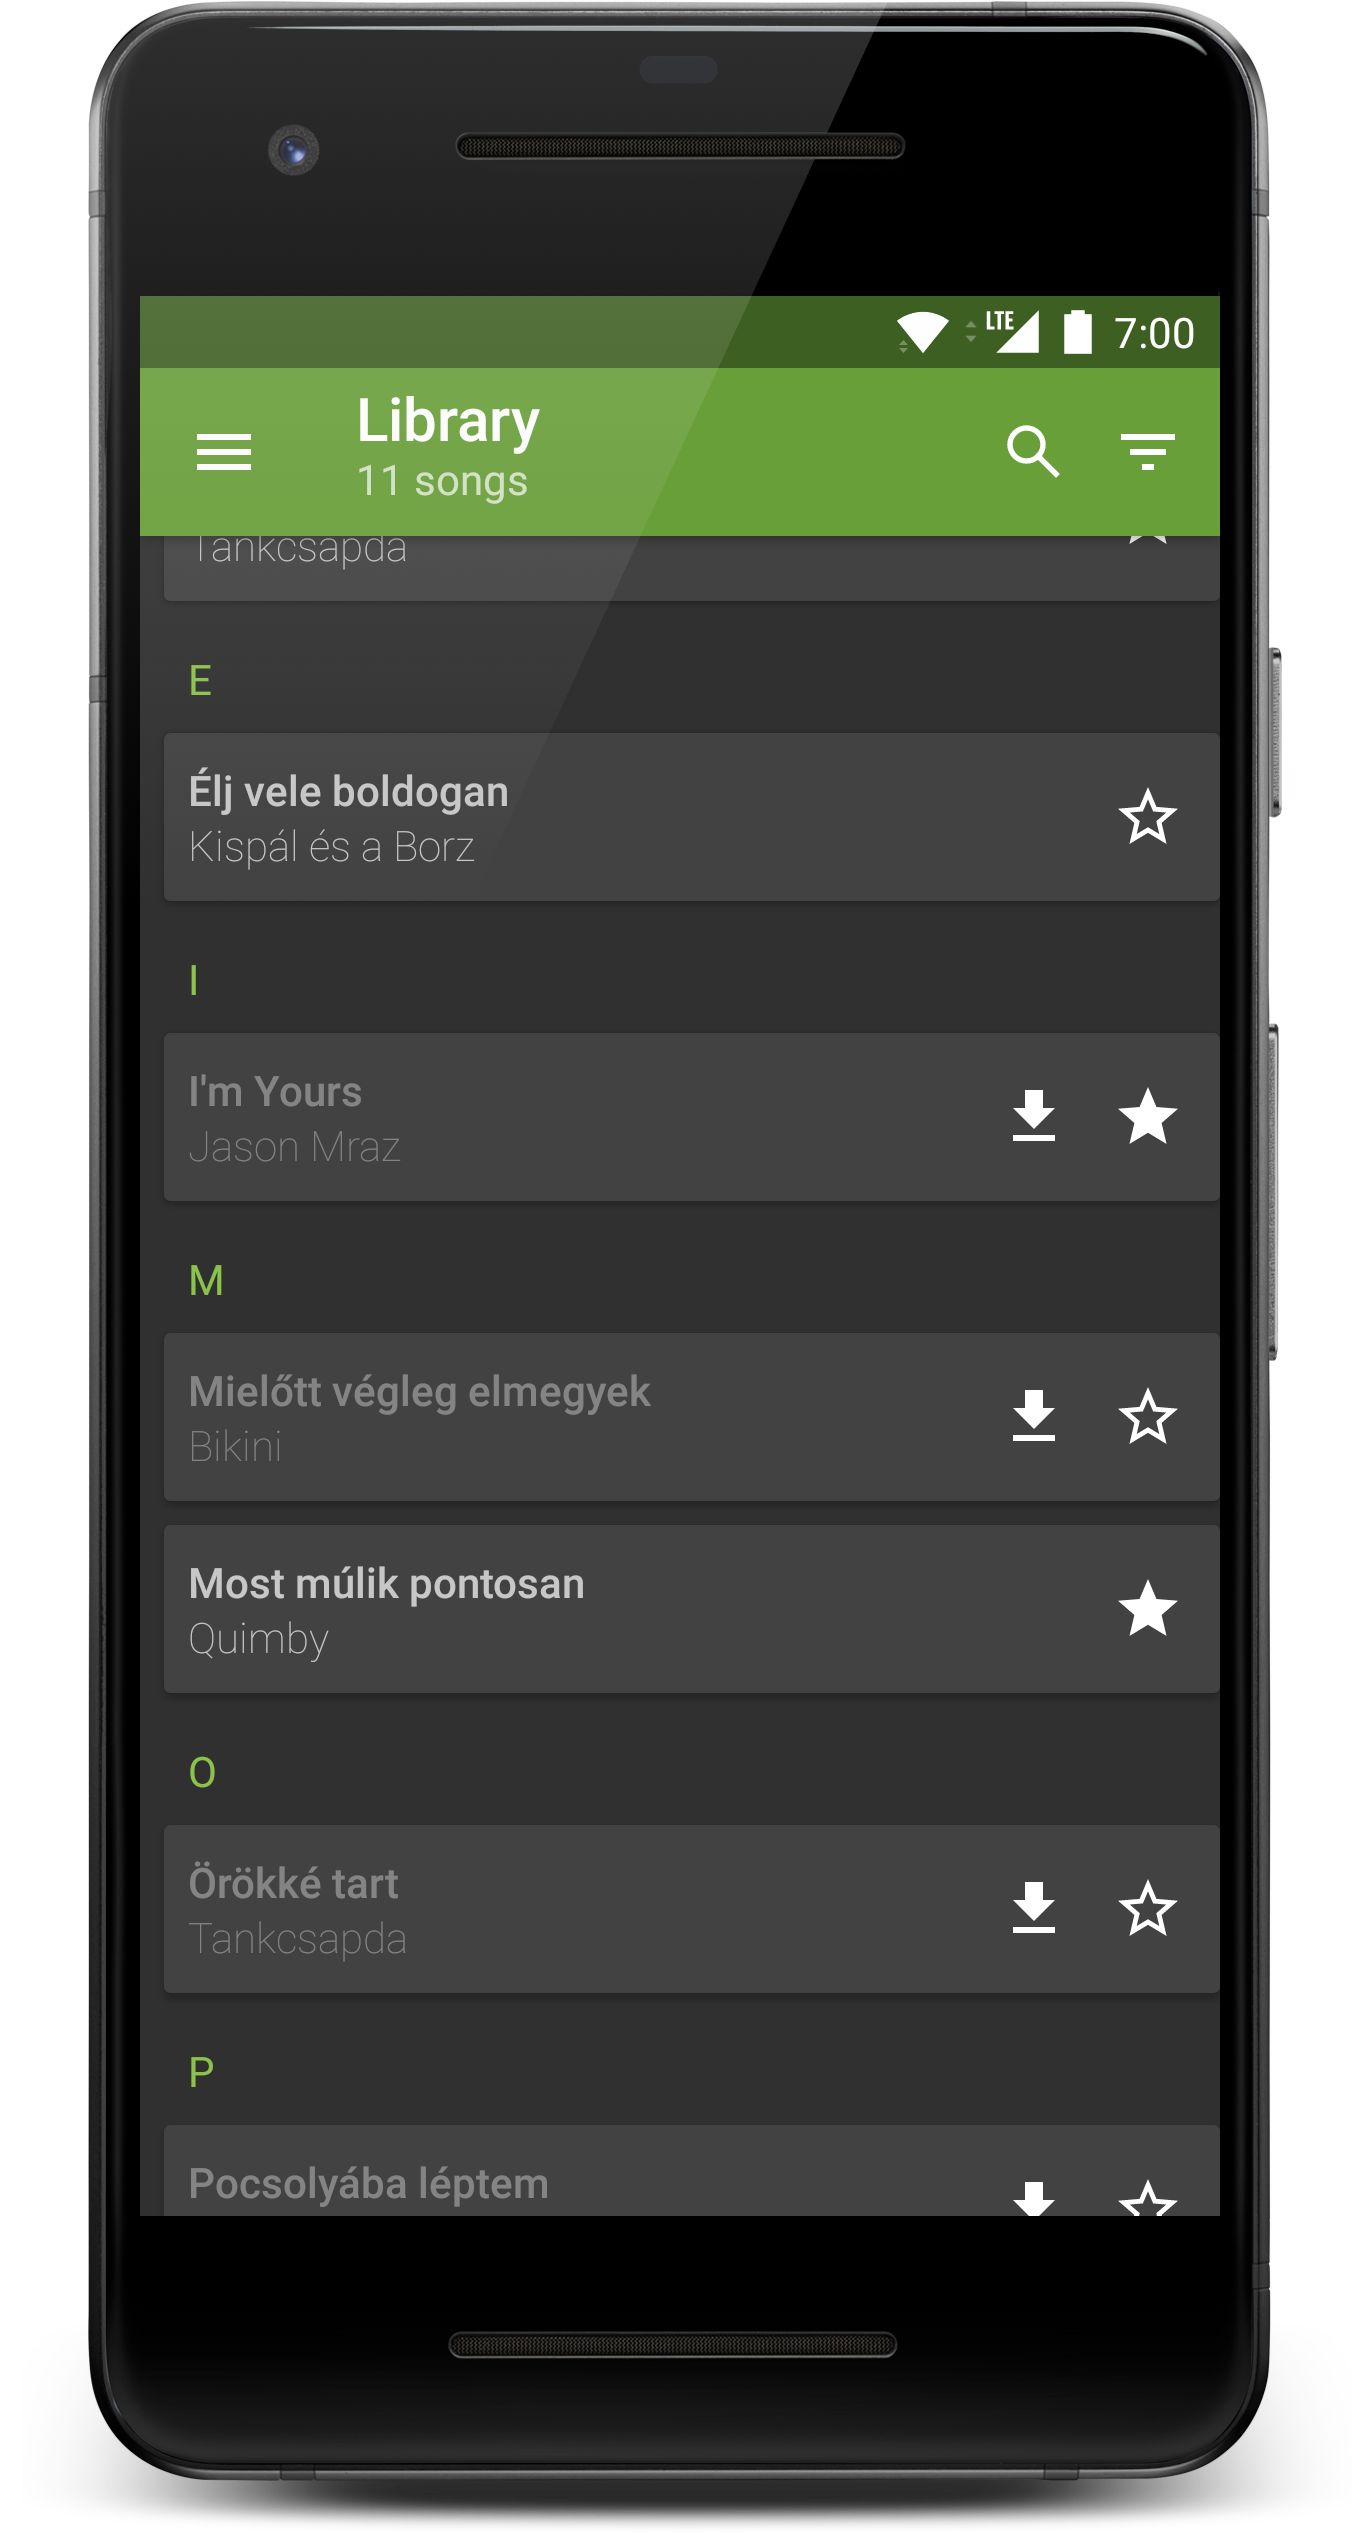 LTE 7:00
Library
11 songs
Tankcsapda
E
Élj vele boldogan
Kispál és a Borz
I
I'm Yours
Jason Mraz
M
Mielőtt végleg elmegyek
Bikini
Most múlik pontosan
Quimby
O
Örökké tart
Tankcsapda
P
Pocsolyába léptem